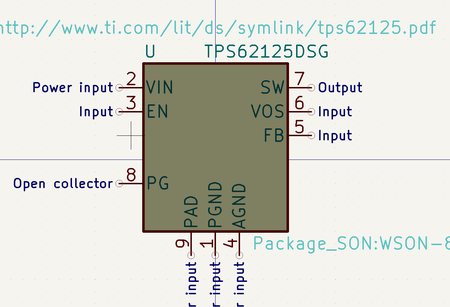 http://www.ti.com/lit/ds/symlink/tps62125.pdf
U TPS62125DSG
Power input 2 VIN SW 7 Output
Input 3 EN VOS 6 Input
FB 5 Input
Open collector 8 PG
PAD PGND AGND
9 1 4
Package_SON:WSON-8
input input input